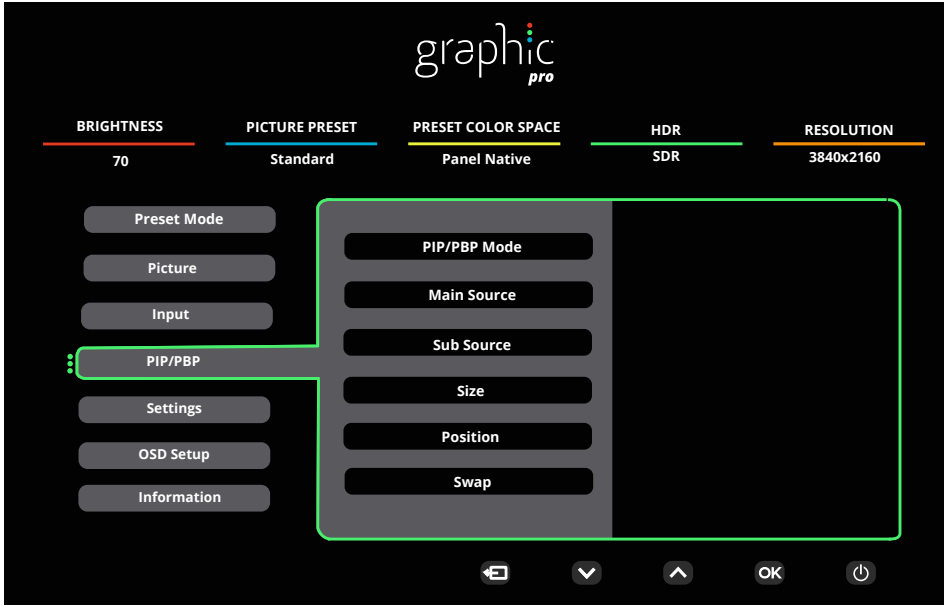 graphic
pro
BRIGHTNESS PICTURE PRESET PRESET COLOR SPACE HDR RESOLUTION
70 Standard Panel Native SDR 3840x2160
Preset Mode
Picture
Input
PIP/PBP
Settings
OSD Setup
Information
PIP/PBP Mode
Main Source
Sub Source
Size
Position
Swap
OK